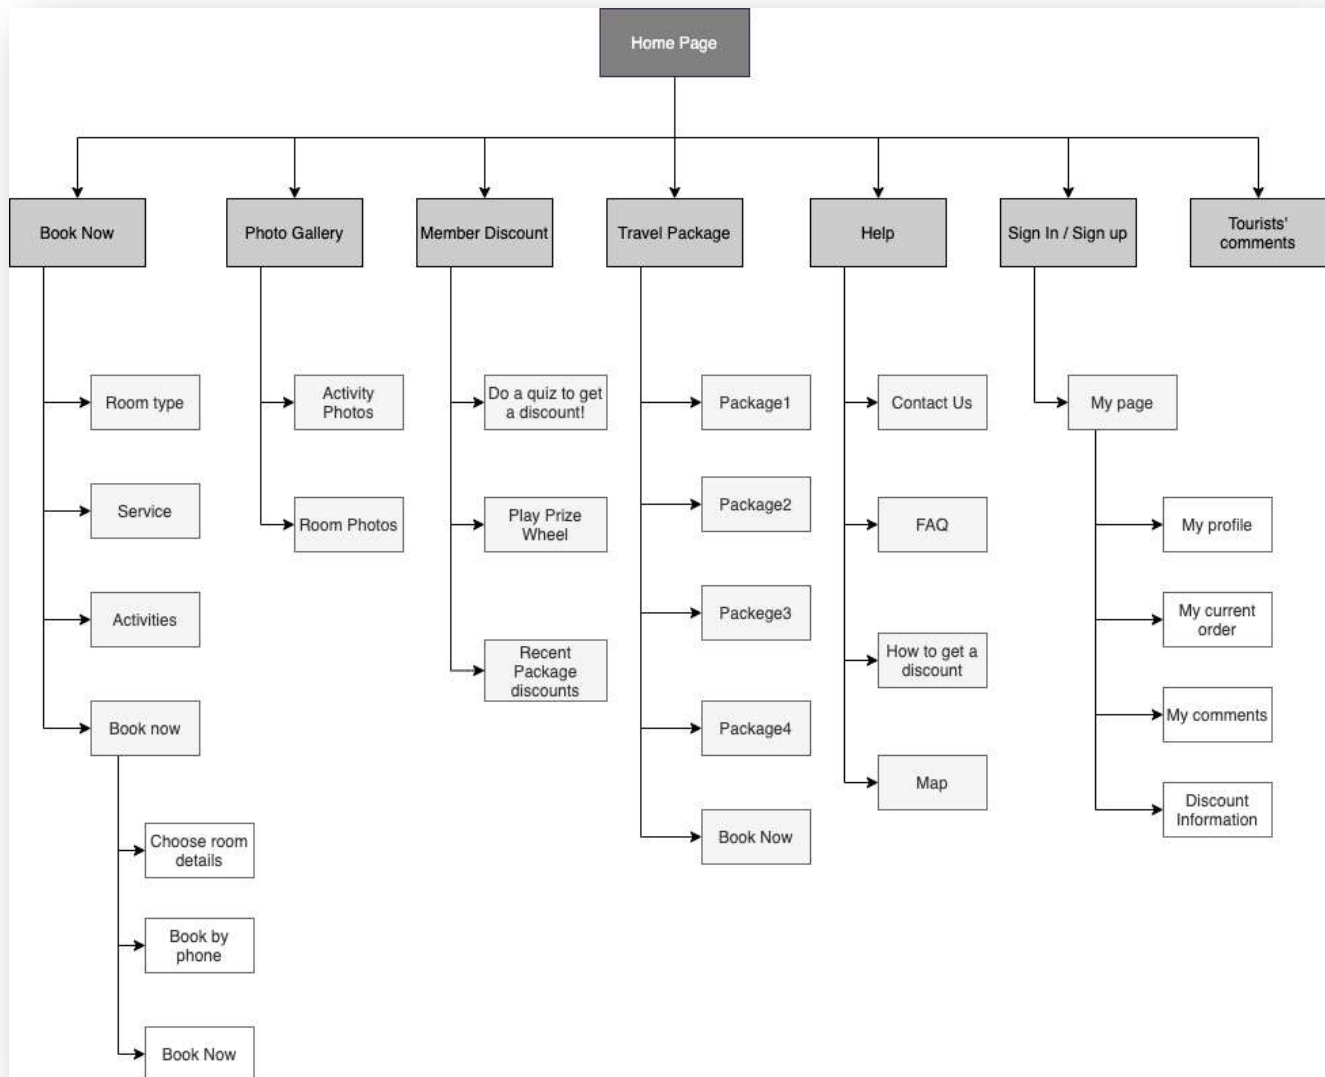 Home Page
Book Now
Photo Gallery
Member Discount
Travel Package
Help
Sign In / Sign up
Tourists'
comments
Room type
Service
Activities
Book now
Choose room
details
Book by
phone
Book Now
Activity
Photos
Room Photos
Do a quiz to get
a discount!
Play Prize
Wheel
Recent
Package
discounts
Package1
Package2
Packege3
Package4
Book Now
Contact Us
FAQ
How to get a
discount
Map
My page
My profile
My current
order
My comments
Discount
Information